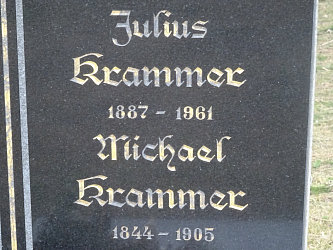 Julius
Krammer
1887 - 1961
Michael
Krammer
1844 - 1905